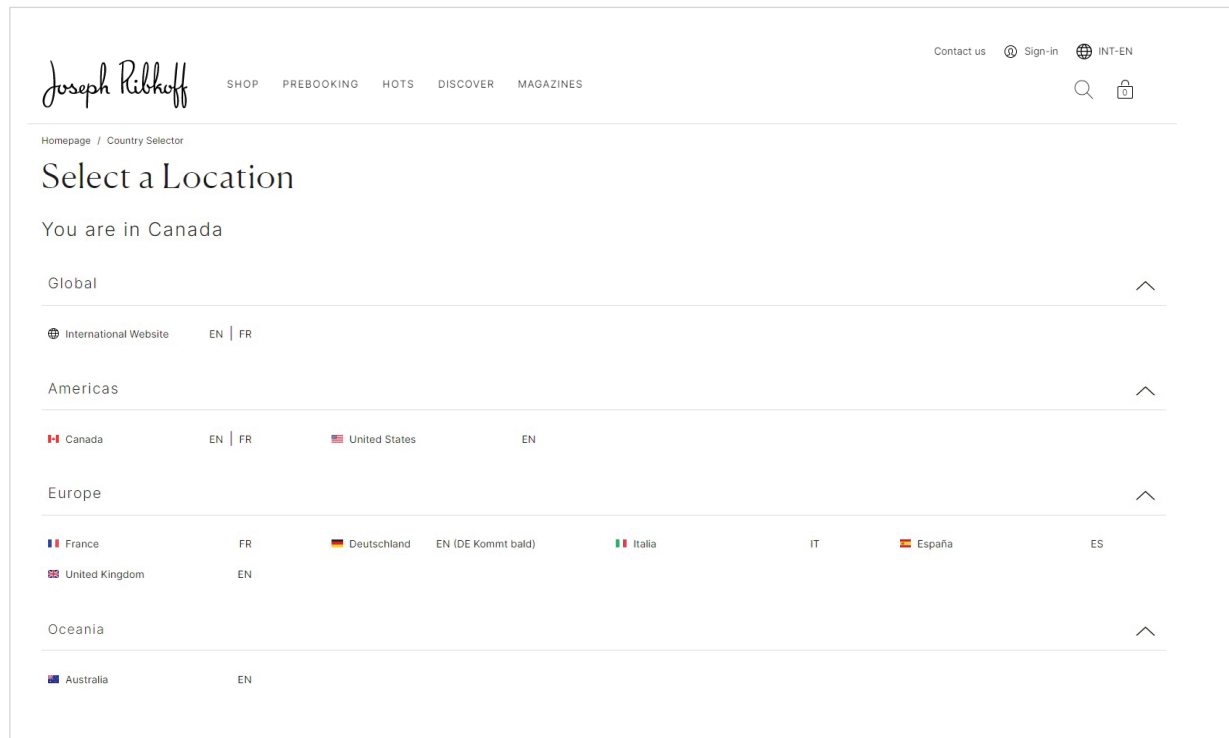 Contact us Sign-in INT-EN
Joseph Ribkoff SHOP PREBOOKING HOTS DISCOVER MAGAZINES 0
Homepage / Country Selector
Select a Location
You are in Canada
Global
International Website EN | FR
Americas
Canada EN | FR United States EN
Europe
France FR Deutschland EN (DE Kommt bald) Italia IT España ES
United Kingdom EN
Oceania
Australia EN